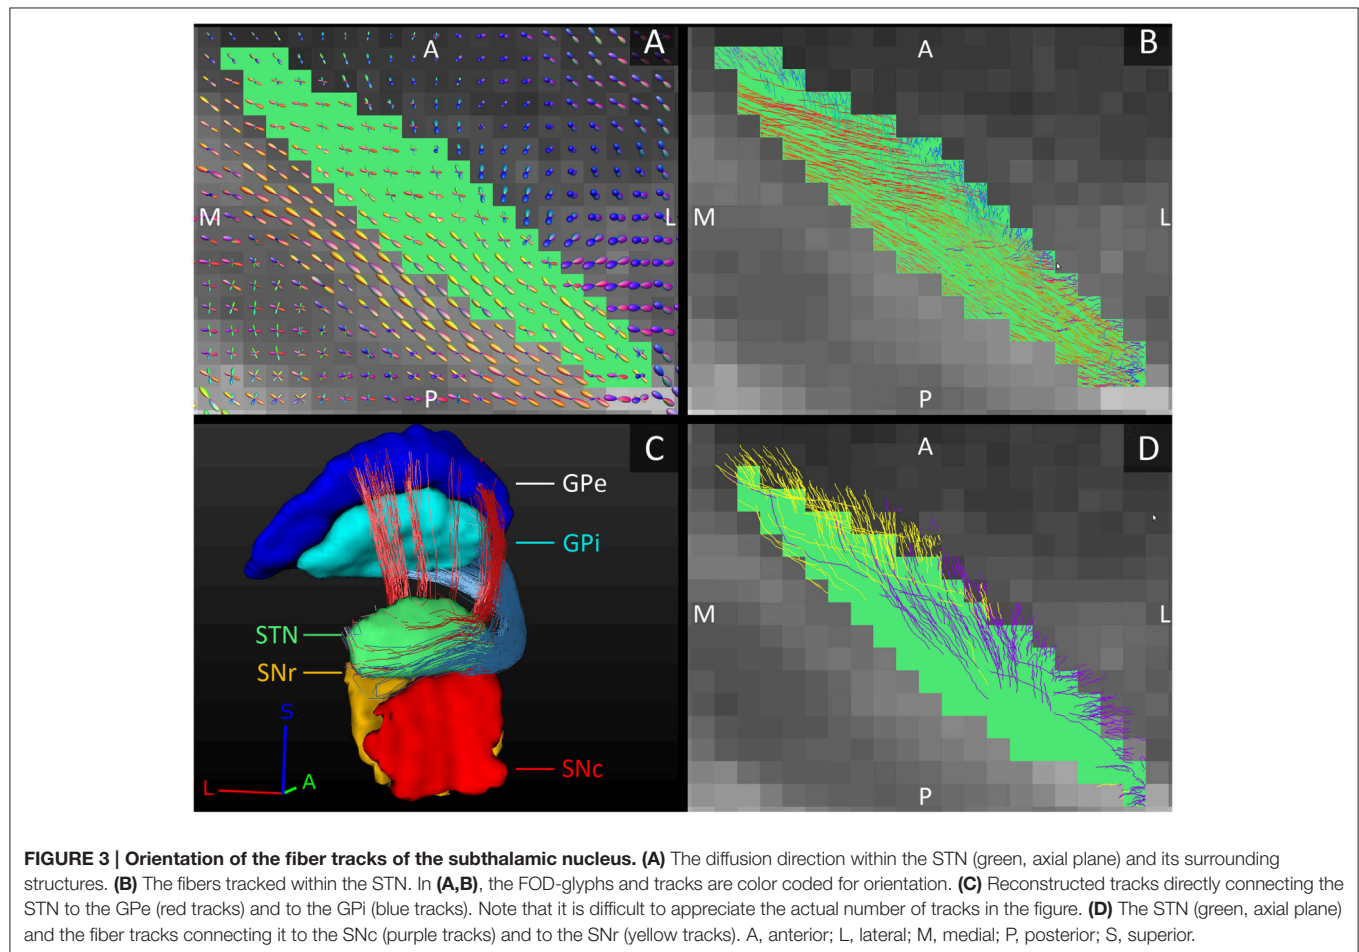 A
A
M
L
P
B
A
M
L
P
C
GPe
GPi
STN
SNr
SNc
S
L
A
D
A
M
L
P
FIGURE 3 | Orientation of the fiber tracks of the subthalamic nucleus. (A) The diffusion direction within the STN (green, axial plane) and its surrounding
structures. (B) The fibers tracked within the STN. In (A,B), the FOD-glyphs and tracks are color coded for orientation. (C) Reconstructed tracks directly connecting the
STN to the GPe (red tracks) and to the GPi (blue tracks). Note that it is difficult to appreciate the actual number of tracks in the figure. (D) The STN (green, axial plane)
and the fiber tracks connecting it to the SNc (purple tracks) and to the SNr (yellow tracks). A, anterior; L, lateral; M, medial; P, posterior; S, superior.